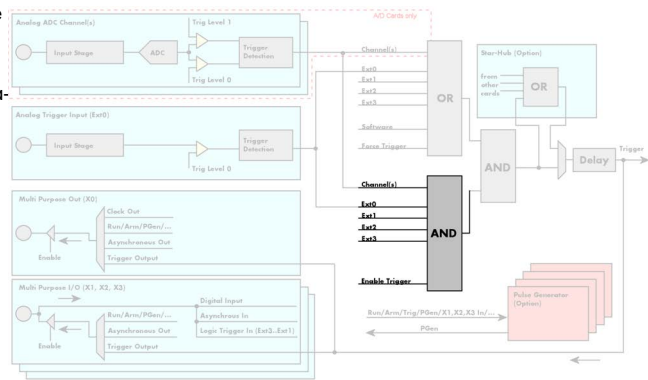 e
g-
Analog ADC Channel(s)
Trig Level 1
A/D Cards only
Input Stage
ADC
Trigger
Detection
Trig Level 0
Channel(s)
Ext0
Ext1
Ext2
Ext3
Software
Force Trigger
OR
Star-Hub (Option)
from
other
cards
OR
Analog Trigger Input (Ext0)
Input Stage
Trigger
Detection
Trig Level 0
AND
Delay
Trigger
Channel(s)
Ext0
Ext1
Ext2
Ext3
Enable Trigger
AND
Multi Purpose Out (X0)
Clock Out
Run/Arm/PGen/...
Asynchronous Out
Trigger Output
Enable
Multi Purpose I/O (X1, X2, X3)
Digital Input
Asynchronous In
Logic Trigger In (Ext3..Ext1)
Run/Arm/PGen/...
Asynchronous Out
Trigger Output
Enable
Pulse Generator
(Option)
Run/Arm/Trig/PGen/X1,X2,X3 In/...
PGen